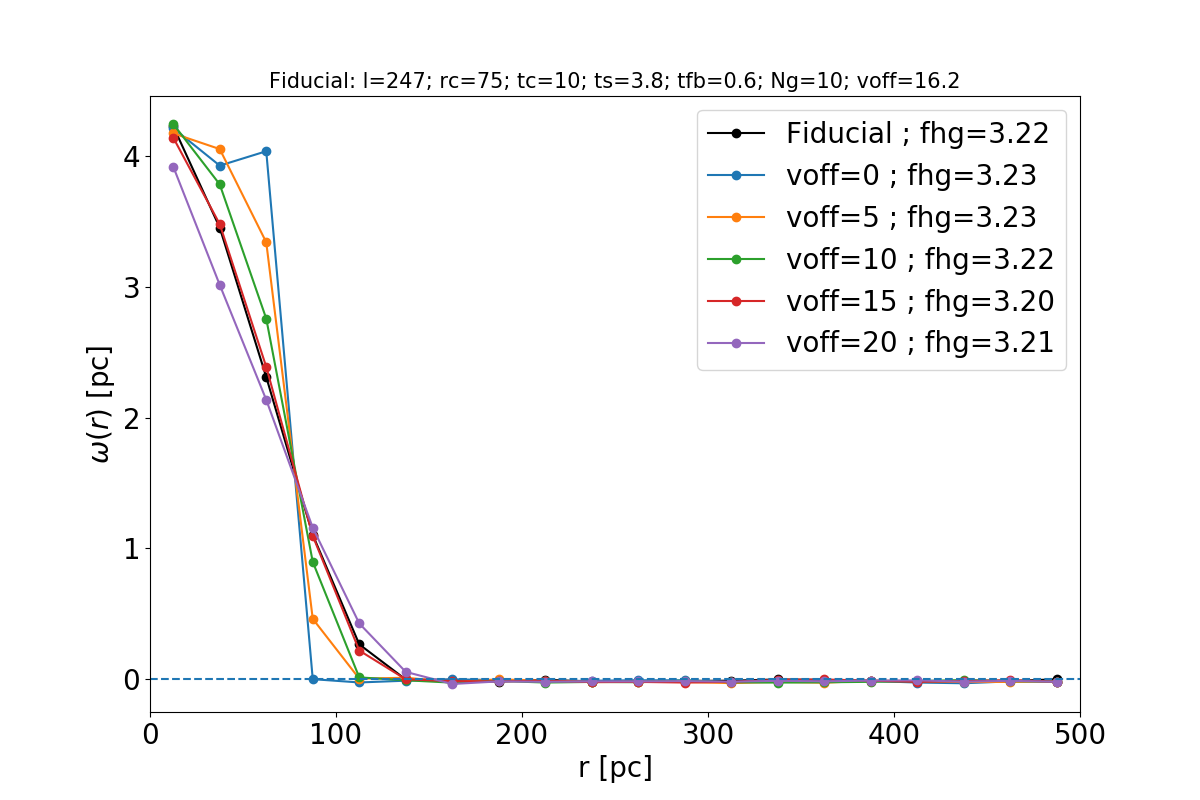 Fiducial: l=247; rc=75; tc=10; ts=3.8; tfb=0.6; Ng=10; voff=16.2
Fiducial ; fhg=3.22
voff=0 ; fhg=3.23
voff=5 ; fhg=3.23
voff=10 ; fhg=3.22
voff=15 ; fhg=3.20
voff=20 ; fhg=3.21
4
3
2
1
0
ω(r) [pc]
0 100 200 300 400 500
r [pc]